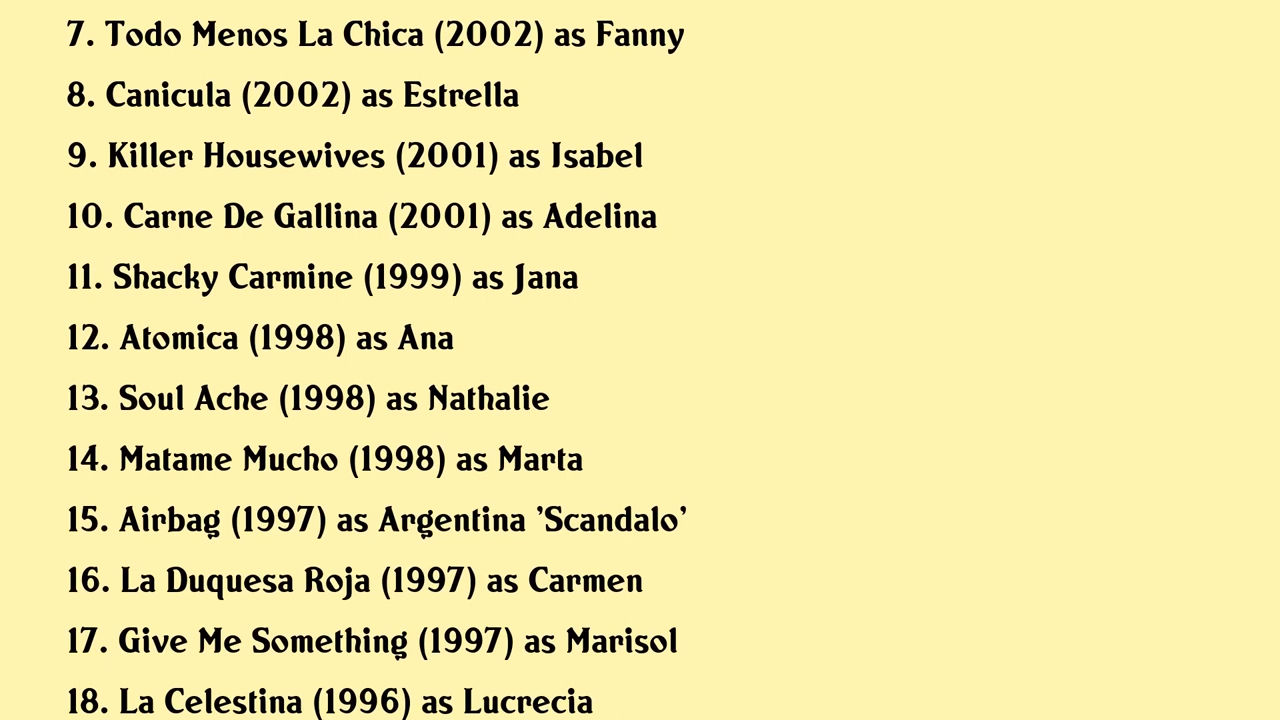 7. Todo Menos La Chica (2002) as Fanny
8. Canicula (2002) as Estrella
9. Killer Housewives (2001) as Isabel
10. Carne De Gallina (2001) as Adelina
11. Shacky Carmine (1999) as Jana
12. Atomica (1998) as Ana
13. Soul Ache (1998) as Nathalie
14. Matame Mucho (1998) as Marta
15. Airbag (1997) as Argentina 'Scandalo'
16. La Duquesa Roja (1997) as Carmen
17. Give Me Something (1997) as Marisol
18. La Celestina (1996) as Lucrecia